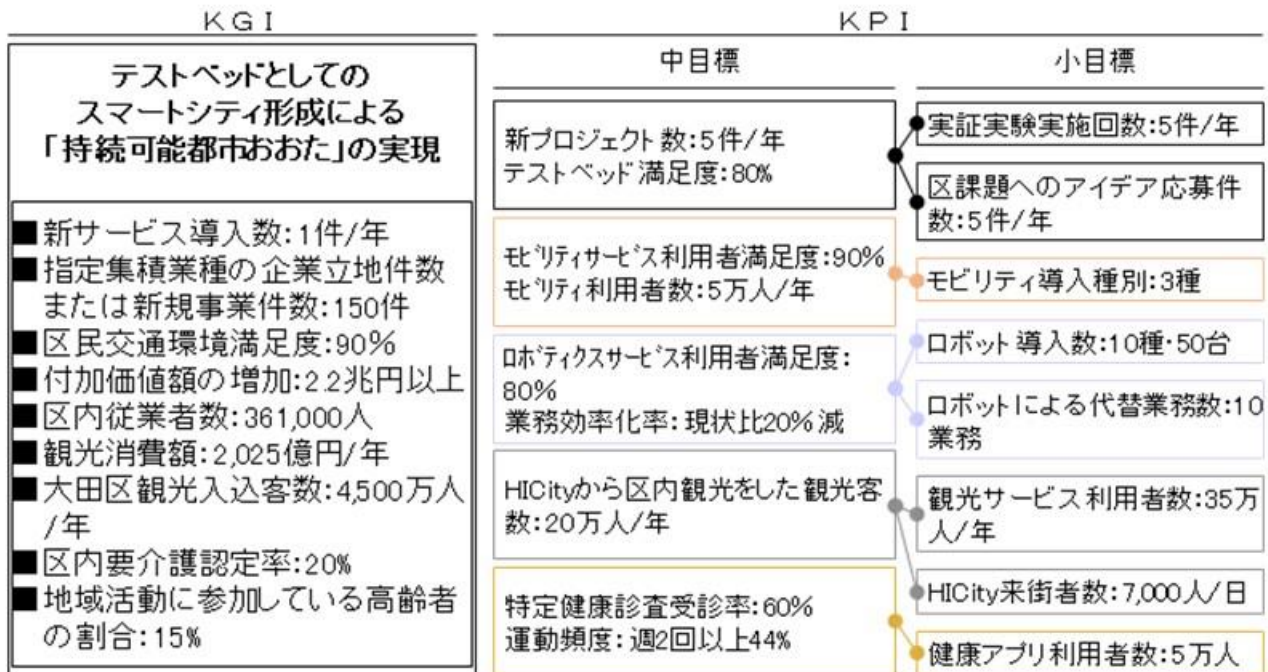 KGI
テストベッドとしての
スマートシティ形成による
「持続可能都市おおた」の実現
■新サービス導入数:1件/年
■指定集積業種の企業立地件数
または新規事業件数:150件
■区民交通環境満足度:90%
■付加価値額の増加:2.2兆円以上
■区内従業者数:361,000人
■観光消費額:2,025億円/年
■大田区観光入込客数:4,500万人
/年
■区内要介護認定率:20%
■地域活動に参加している高齢者
の割合:15%
KPI
中目標
新プロジェクト数:5件/年
テストベッド満足度:80%
モビリティサービス利用者満足度:90%
モビリティ利用者数:5万人/年
ロボティクスサービス利用者満足度:
80%
業務効率化率:現状比20%減
HICityから区内観光をした観光客
数:20万人/年
特定健康診査受診率:60%
運動頻度:週2回以上44%
小目標
実証実験実施回数:5件/年
区課題へのアイデア応募件
数:5件/年
モビリティ導入種別:3種
ロボット導入数:10種・50台
ロボットによる代替業務数:10
業務
観光サービス利用者数:35万
人/年
HICity来街者数:7,000人/日
健康アプリ利用者数:5万人